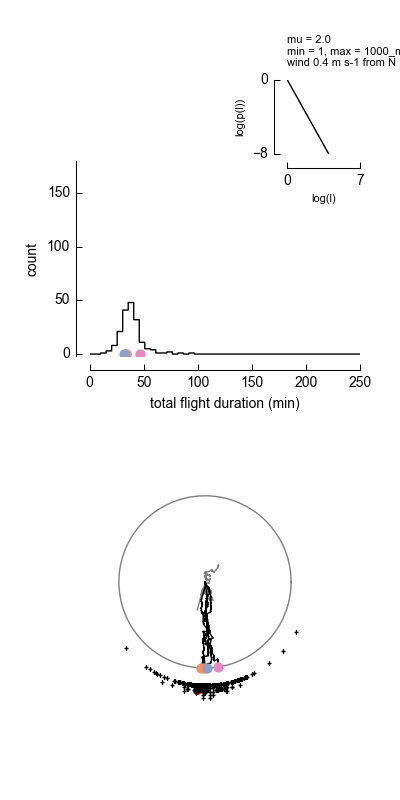 mu = 2.0
min = 1, max = 1000_m
wind 0.4 m s-1 from N
0
log(p(l))
−8
0
7
log(l)
150
100
50
0
count
0
50
100
150
200
250
total flight duration (min)